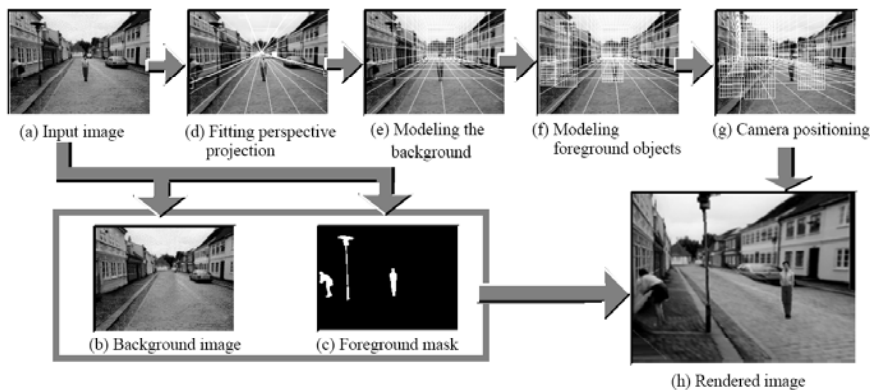 (a) Input image
(d) Fitting perspective
projection
(e) Modeling the
background
(f) Modeling
foreground objects
(g) Camera positioning
(b) Background image
(c) Foreground mask
(h) Rendered image